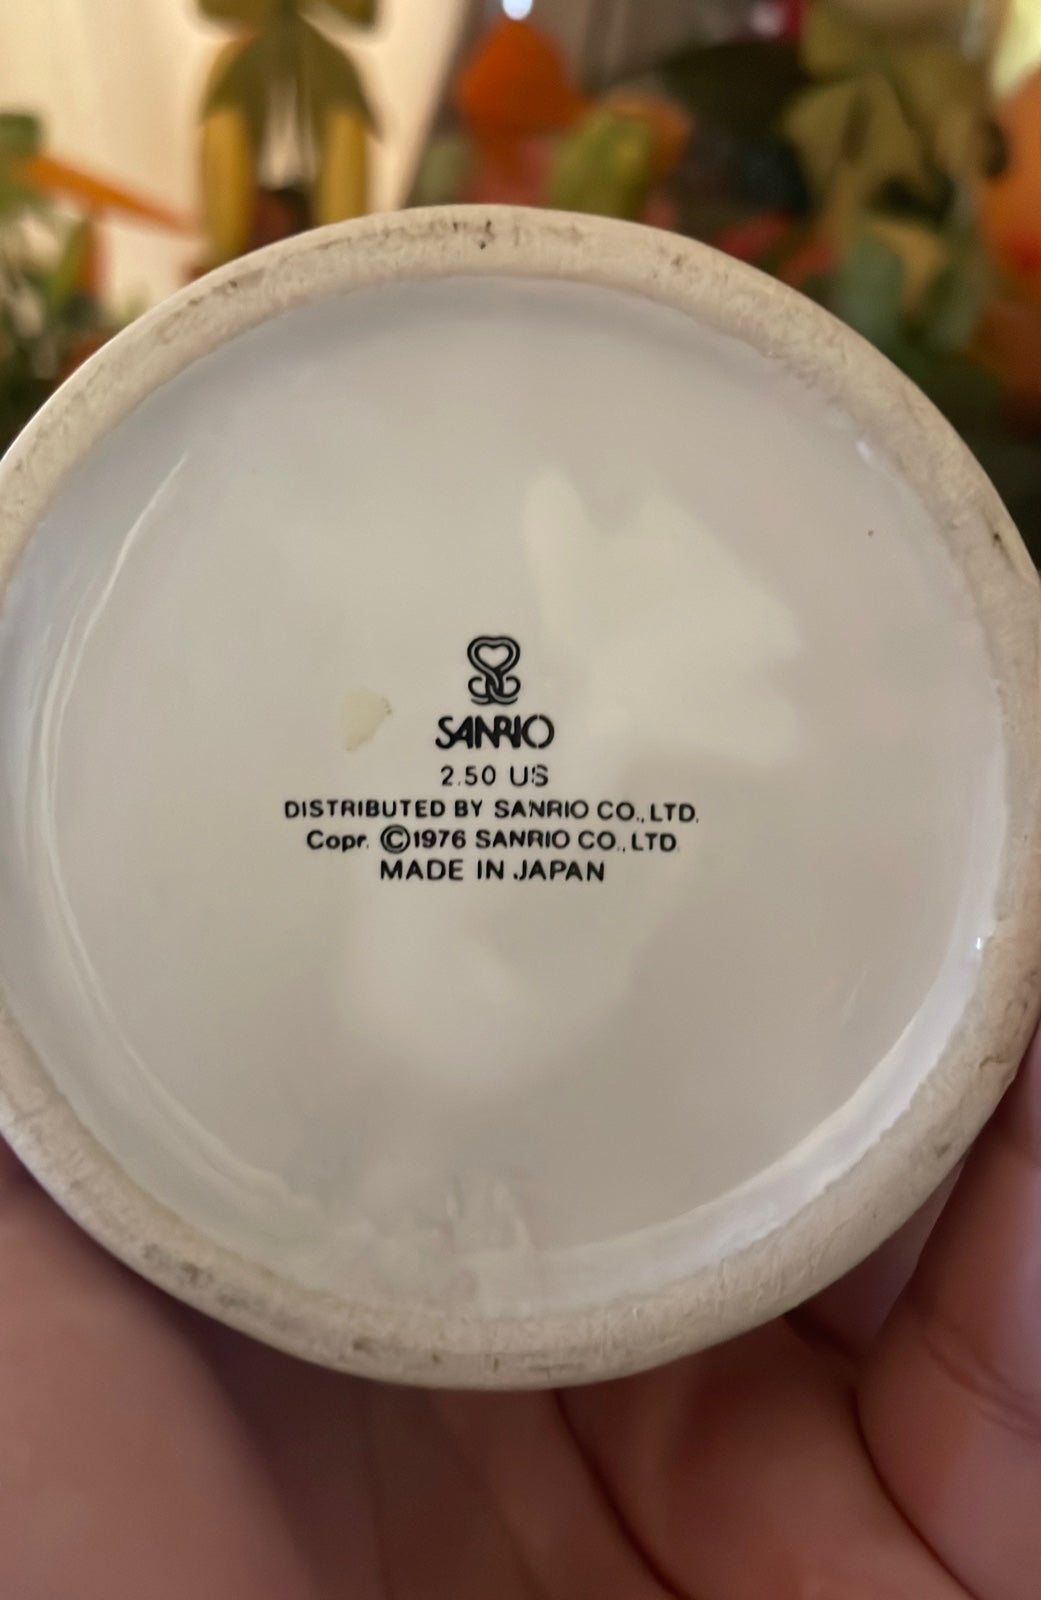 SANRIO
2.50 US
DISTRIBUTED BY SANRIO CO., LTD.
Copr. ©1976 SANRIO CO., LTD.
MADE IN JAPAN